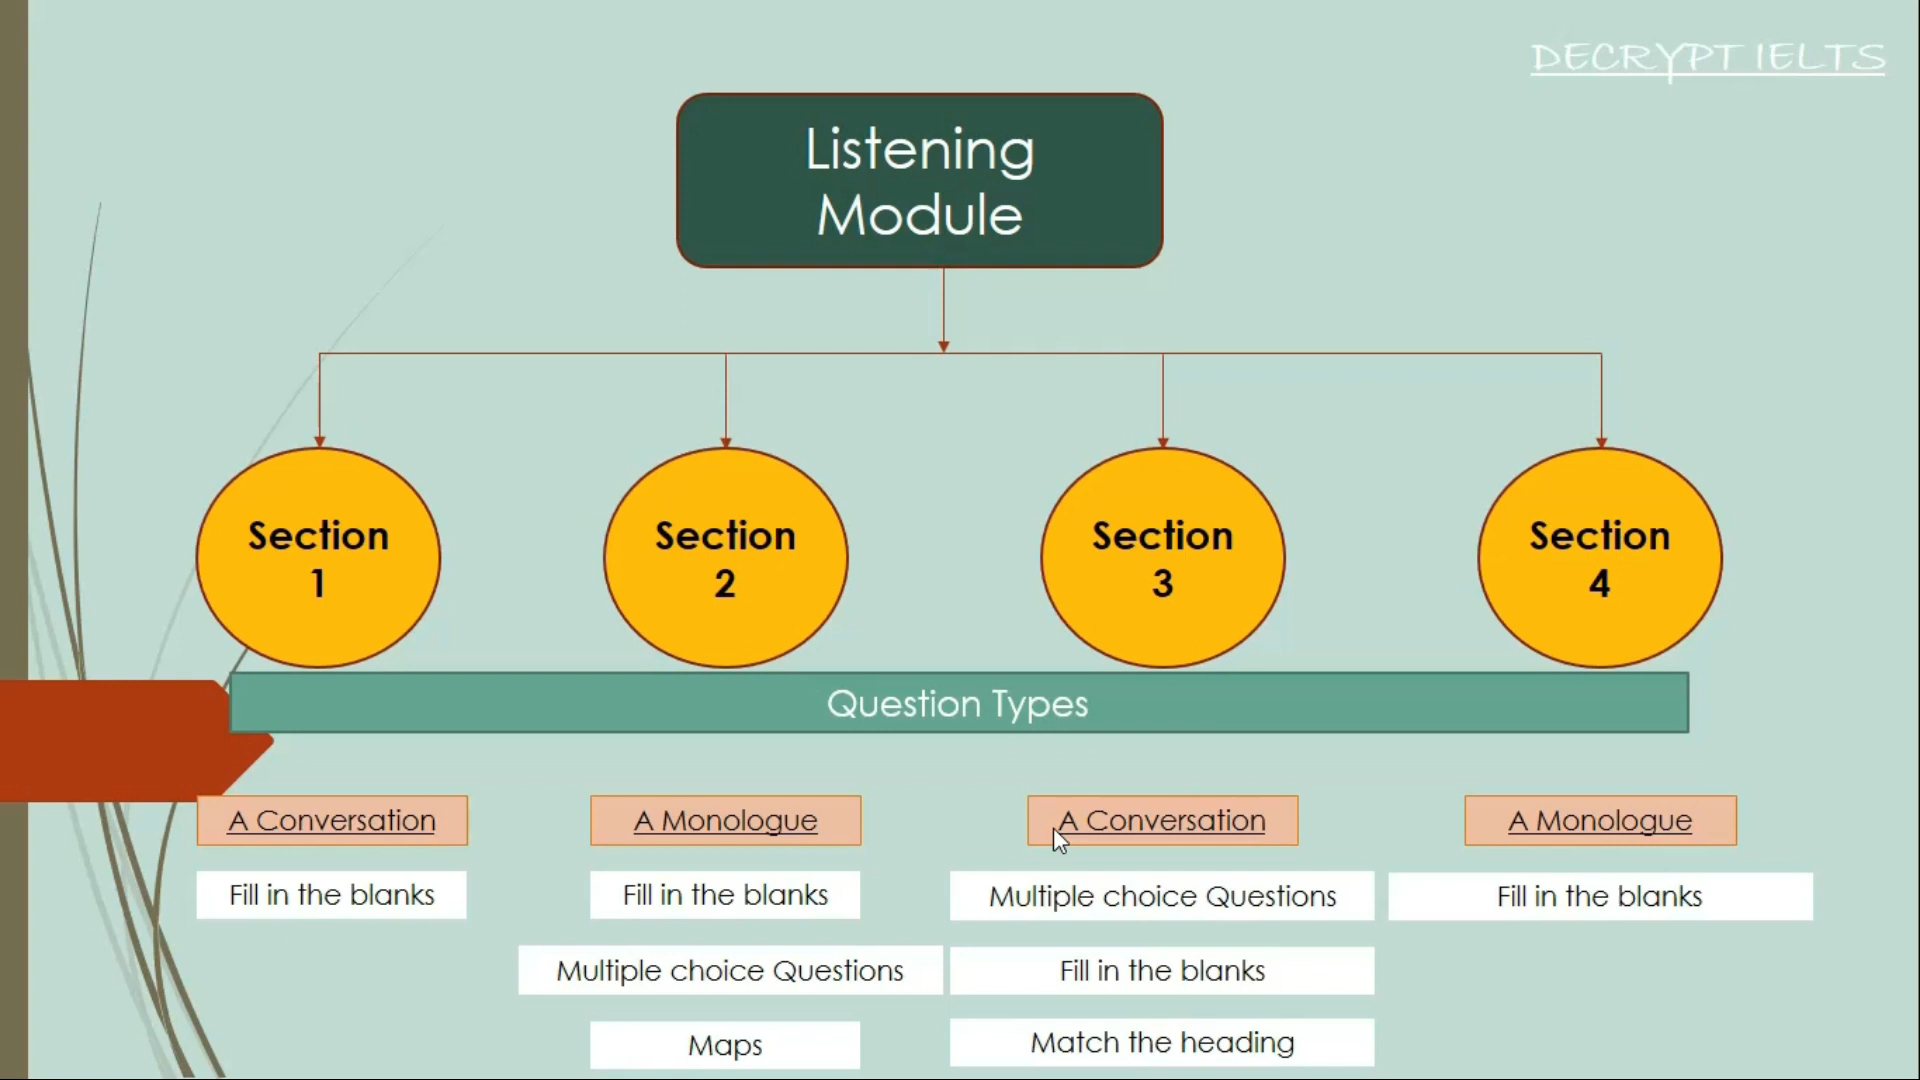 DECRYPT IELTS
Listening
Module
Section
1
Section
2
Section
3
Section
4
Question Types
A Conversation
A Monologue
A Conversation
A Monologue
Fill in the blanks
Fill in the blanks
Multiple choice Questions
Fill in the blanks
Multiple choice Questions
Fill in the blanks
Maps
Match the heading